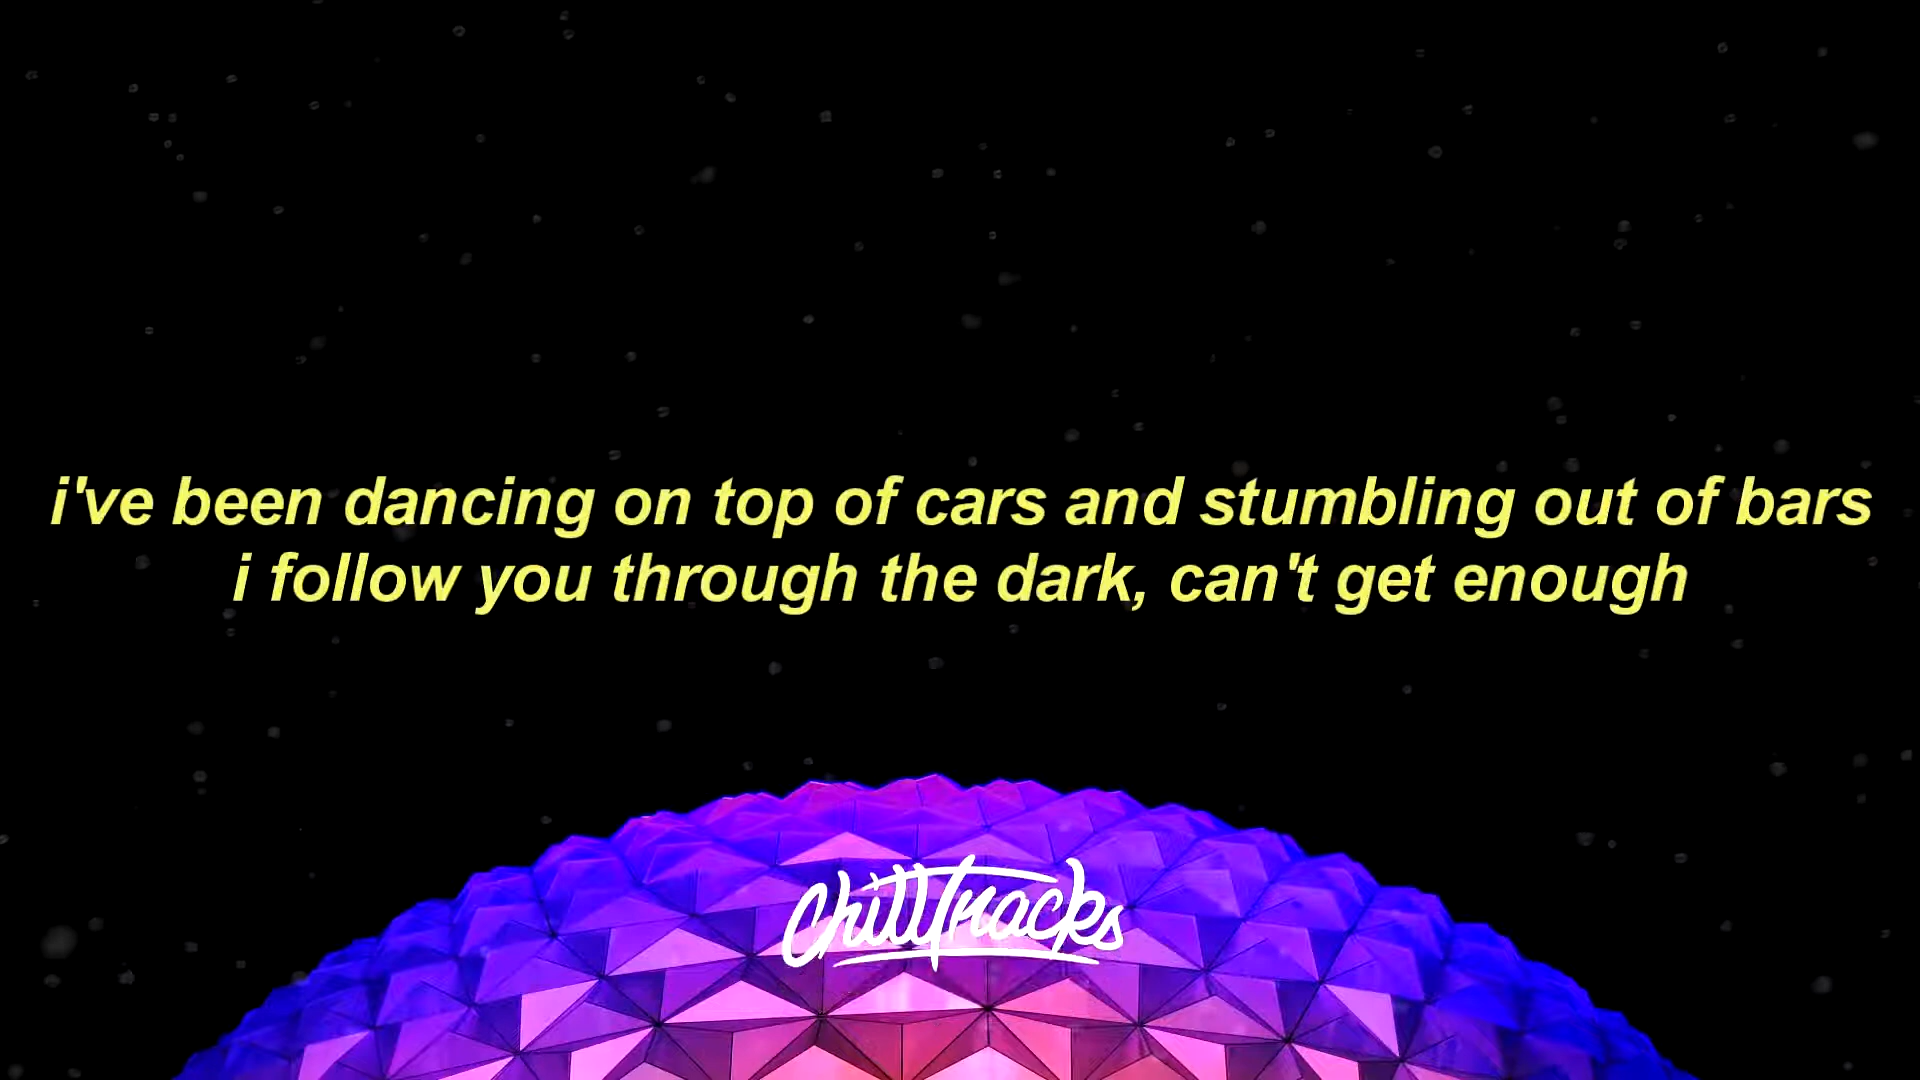 i've been dancing on top of cars and stumbling out of bars
i follow you through the dark, can't get enough
ChillTracks